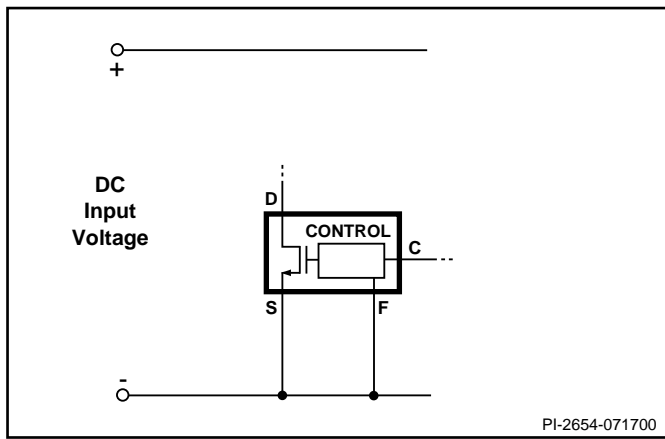 +
DC
Input
Voltage
D
CONTROL
C
S
F
-
PI-2654-071700